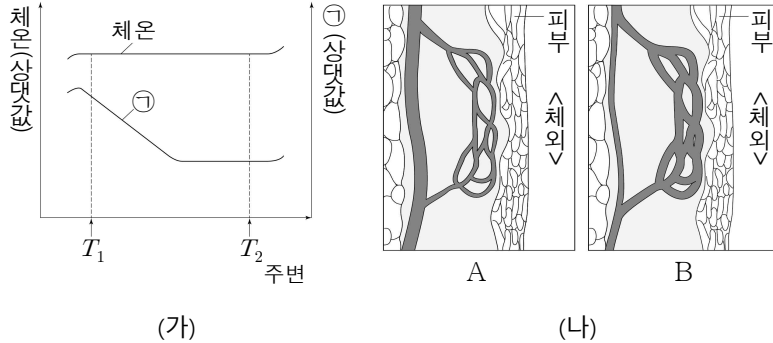 체온(상댓값)
체온
㉠
㉠(상댓값)
T₁
T₂
주변
(가)
피부
<체외>
A
피부
<체외>
B
(나)